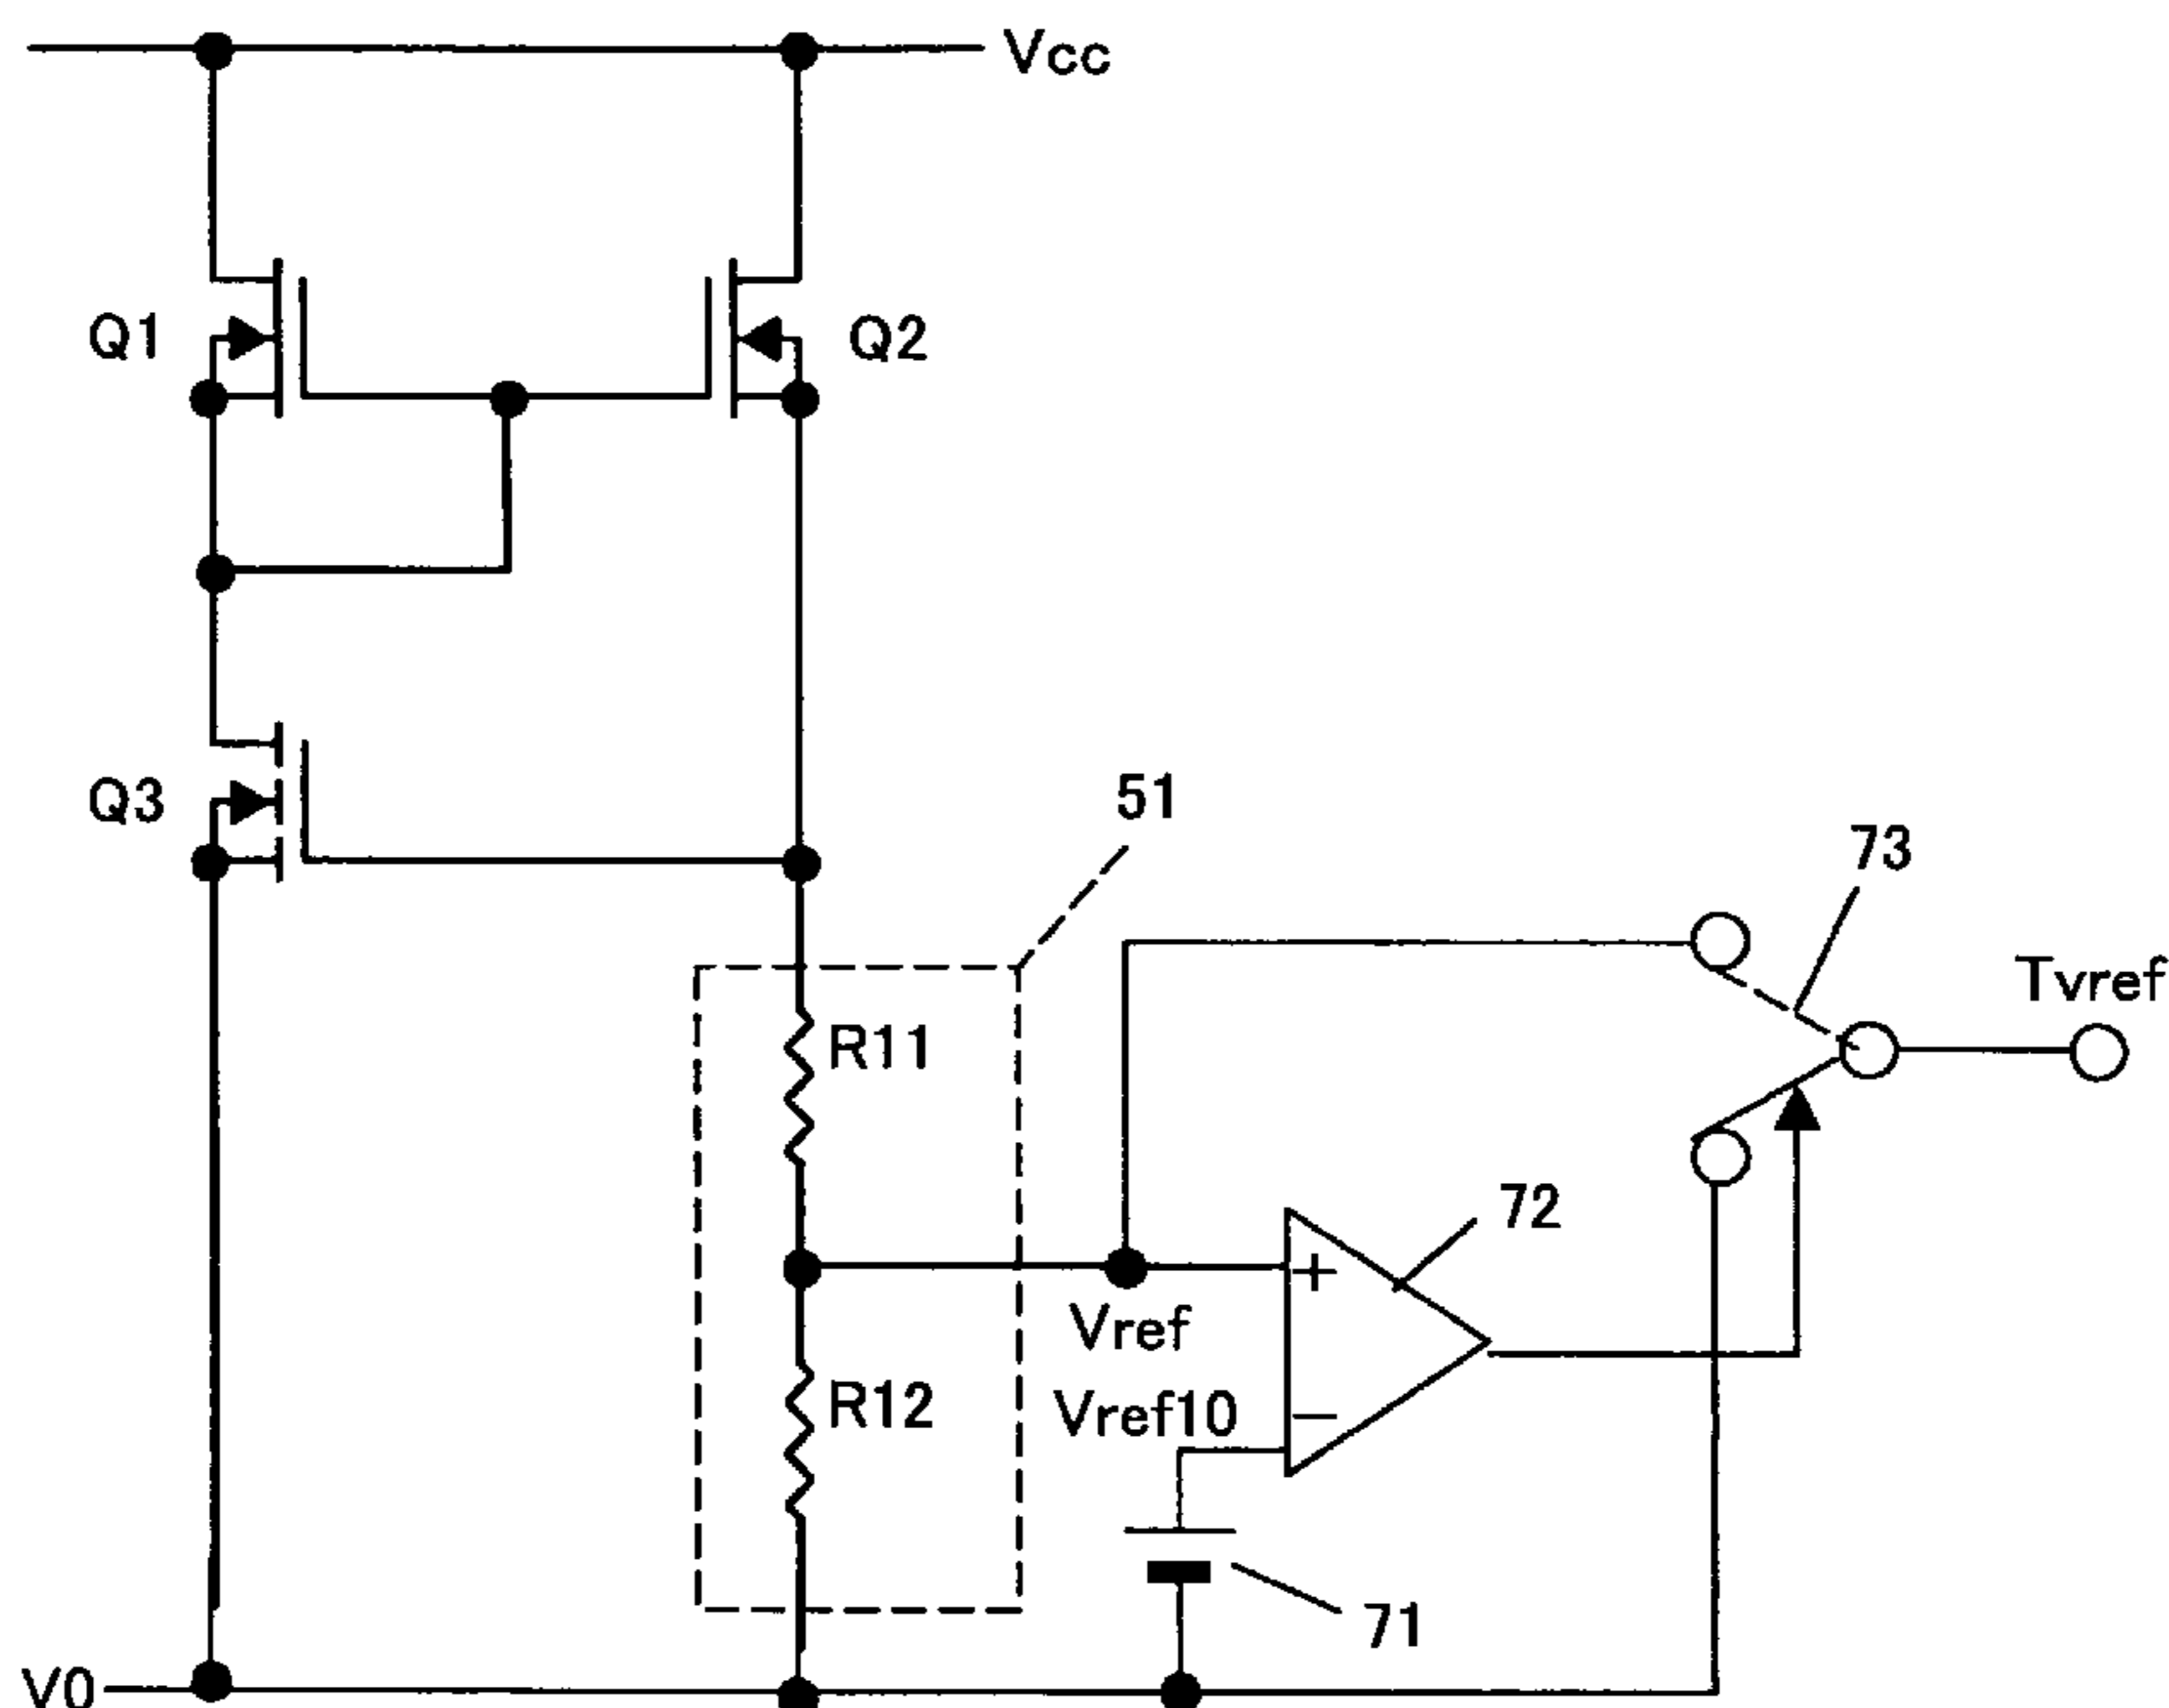 Vcc
Q1
Q2
Q3
51
73
Tvref
R11
72
+
Vref
R12
Vref10
−
71
V0